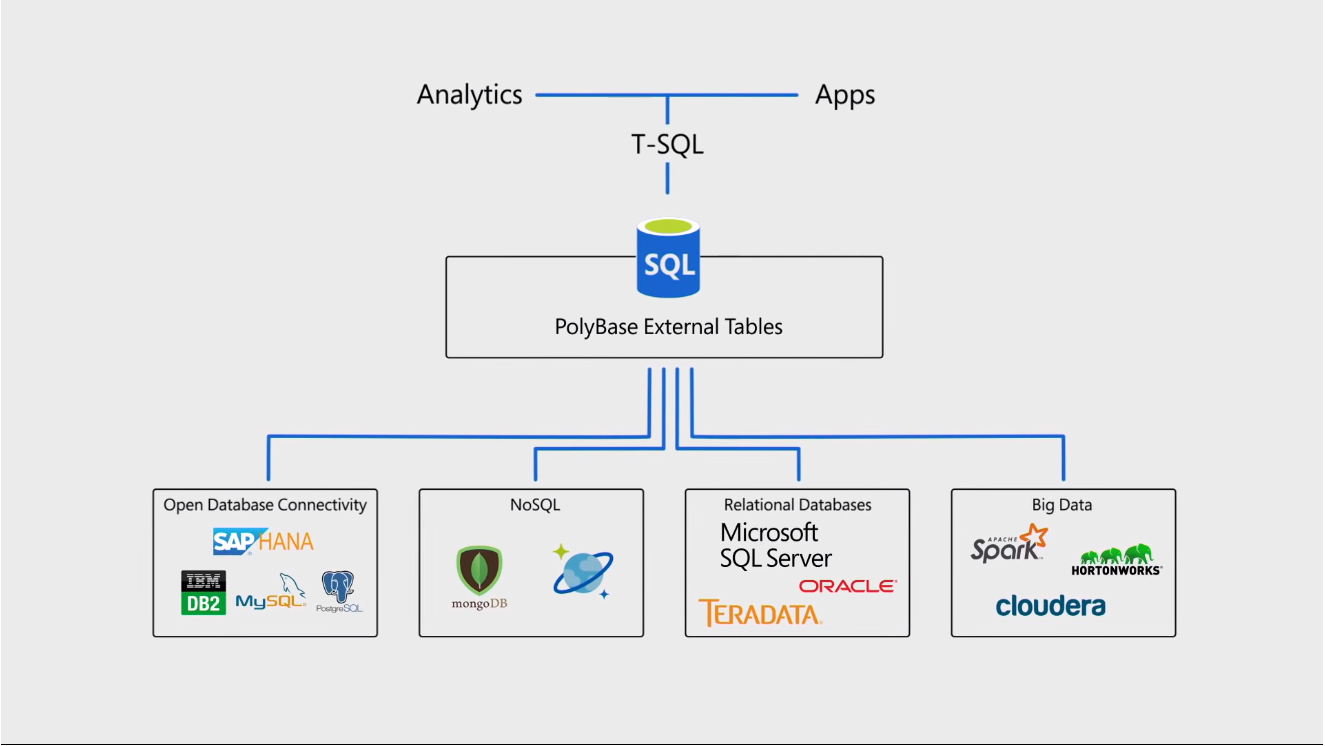 Analytics
Apps
T-SQL
SQL
PolyBase External Tables
Open Database Connectivity
SAP HANA
IBM
DB2
MySQL
PostgreSQL
NoSQL
mongoDB
Relational Databases
Microsoft
SQL Server
ORACLE
TERADATA
Big Data
APACHE
Spark
HORTONWORKS
cloudera